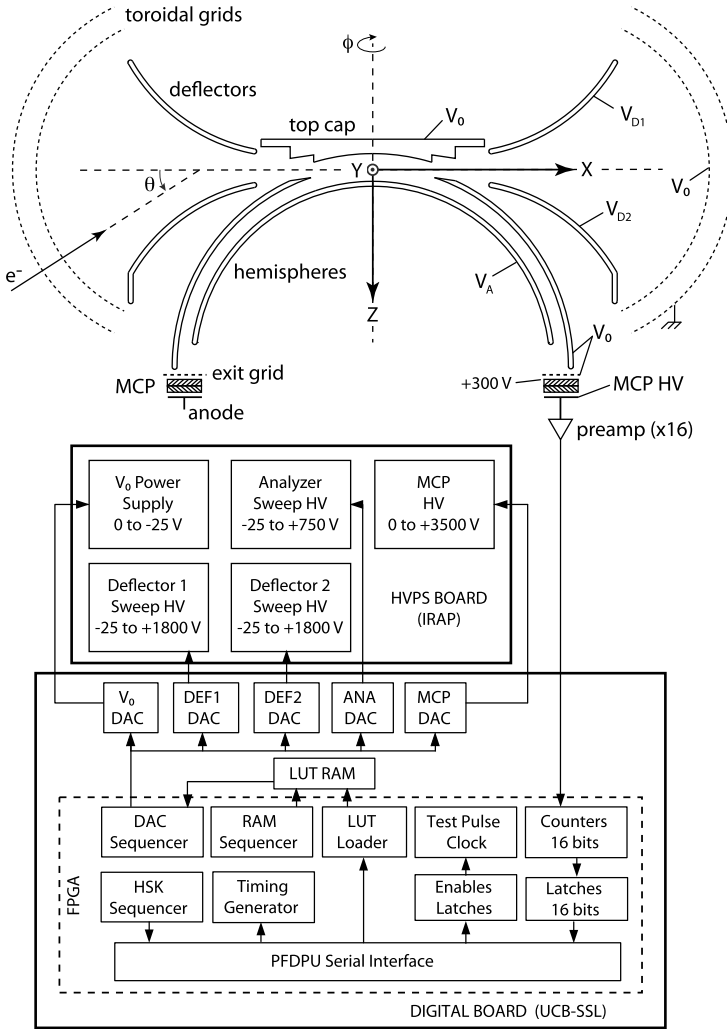 toroidal grids
ϕ
deflectors
top cap
V₀
V_D1
Y
X
θ
V₀
V_D2
e⁻
hemispheres
V_A
Z
V₀
MCP
exit grid
+300 V
MCP HV
anode
preamp (x16)
V₀ Power
Supply
0 to -25 V
Analyzer
Sweep HV
-25 to +750 V
MCP
HV
0 to +3500 V
Deflector 1
Sweep HV
-25 to +1800 V
Deflector 2
Sweep HV
-25 to +1800 V
HVPS BOARD
(IRAP)
V₀
DAC
DEF1
DAC
DEF2
DAC
ANA
DAC
MCP
DAC
LUT RAM
DAC
Sequencer
RAM
Sequencer
LUT
Loader
Test Pulse
Clock
Counters
16 bits
FPGA
HSK
Sequencer
Timing
Generator
Enables
Latches
Latches
16 bits
PFDPU Serial Interface
DIGITAL BOARD (UCB-SSL)